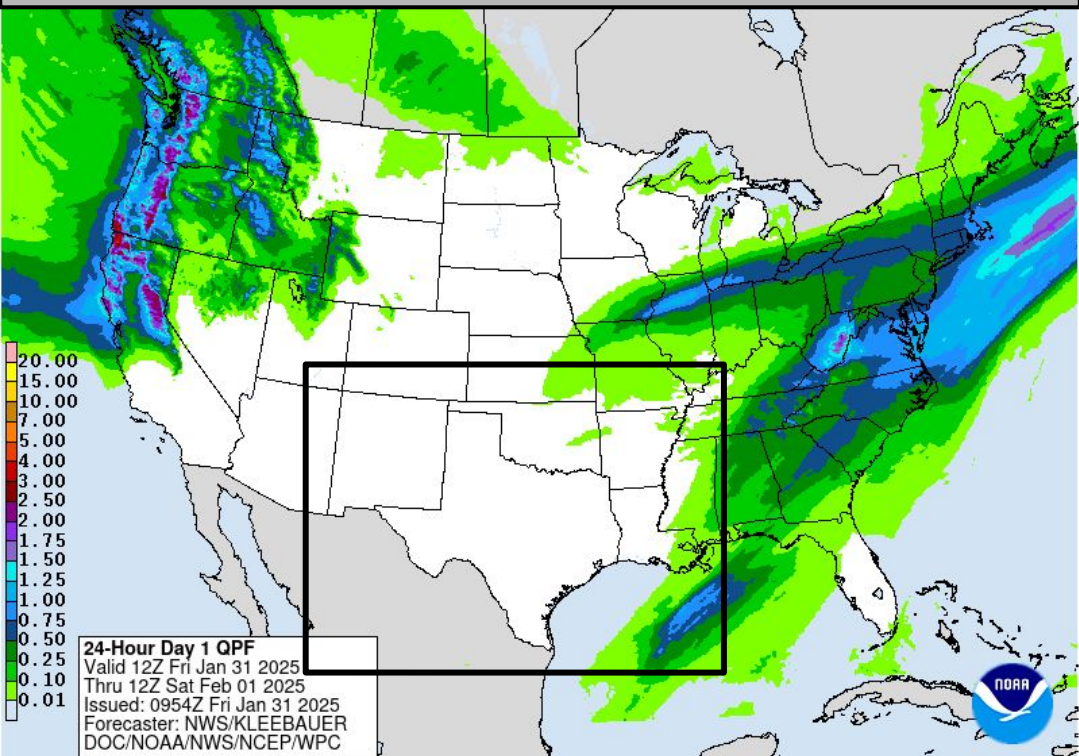 20.00
15.00
10.00
7.00
5.00
4.00
3.00
2.50
2.00
1.75
1.50
1.25
1.00
0.75
0.50
0.25
0.10
0.01
24-Hour Day 1 QPF
Valid 12Z Fri Jan 31 2025
Thru 12Z Sat Feb 01 2025
Issued: 0954Z Fri Jan 31 2025
Forecaster: NWS/KLEEBAUER
DOC/NOAA/NWS/NCEP/WPC
NOAA